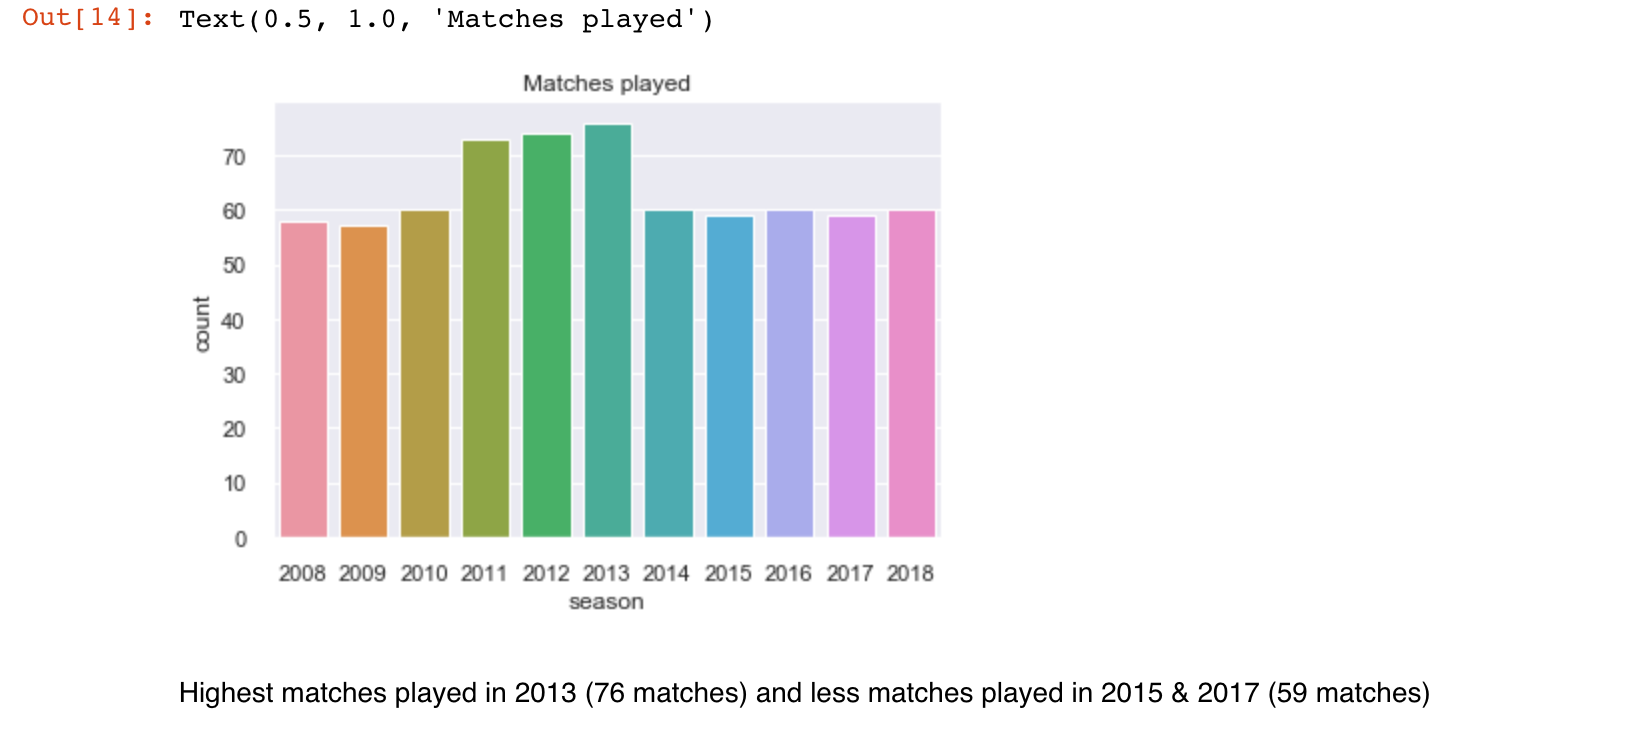 Out[14]: Text(0.5, 1.0, 'Matches played')
Matches played
70
60
50
40
30
20
10
0
count
2008 2009 2010 2011 2012 2013 2014 2015 2016 2017 2018
season
Highest matches played in 2013 (76 matches) and less matches played in 2015 & 2017 (59 matches)